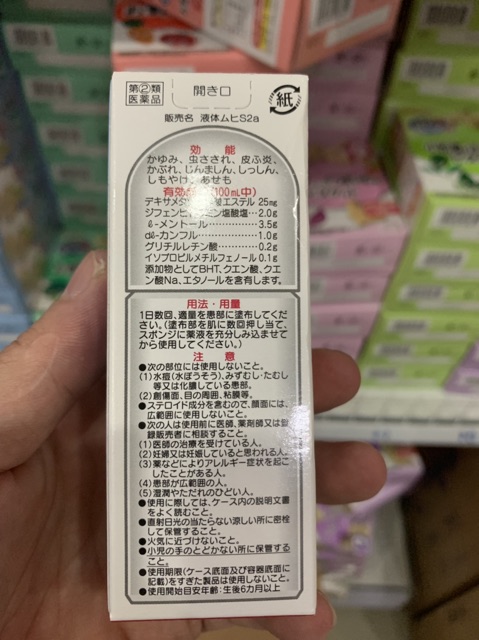 指第②類
医薬品
開き口
紙
販売名 液体ムヒS2a
効能
かゆみ、虫さされ、皮ふ炎、
かぶれ、じんましん、しっしん、
しもやけ、あせも
有効成分(100mL中)
デキサメタゾン酢酸エステル 25mg
ジフェンヒドラミン塩酸塩…2.0g
ℓ-メントール………………3.5g
dℓ-カンフル…………………1.0g
グリチルレチン酸…………0.2g
イソプロピルメチルフェノール 0.1g
添加物としてBHT、クエン酸、クエ
ン酸Na、エタノールを含有します。
用法・用量
1日数回、適量を患部に塗布してくだ
さい。(塗布部を肌に数回押し当て、
スポンジに薬液を充分しみ込ませて
から使用してください。)
注意
●次の部位には使用しないこと。
(1)水痘(水ぼうそう)、みずむし・たむし
等又は化膿している患部。
(2)創傷面、目の周囲、粘膜等。
●ステロイド成分を含むので、顔面には、
広範囲に使用しないこと。
●次の人は使用前に医師、薬剤師又は登
録販売者に相談すること。
(1)医師の治療を受けている人。
(2)妊婦又は妊娠していると思われる人。
(3)薬などによりアレルギー症状を起こ
したことがある人。
(4)患部が広範囲の人。
(5)湿潤やただれのひどい人。
●使用に際しては、ケース内の説明文書
をよく読むこと。
●直射日光の当たらない涼しい所に密栓
して保管すること。
●火気に近づけないこと。
●小児の手のとどかない所に保管する
こと。
●使用期限(ケース底面及び容器底面に
記載)をすぎた製品は使用しないこと。
●使用開始目安年齢:生後6カ月以上